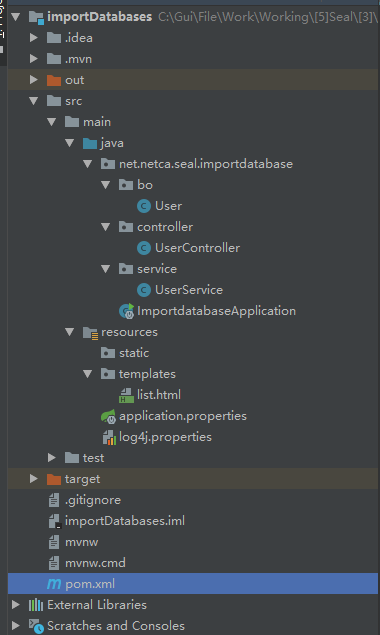 importDatabases C:\Gui\File\Work\Working\[5]Seal\[3]\
.idea
.mvn
out
src
main
java
net.netca.seal.importdatabase
bo
User
controller
UserController
service
UserService
ImportdatabaseApplication
resources
static
templates
list.html
application.properties
log4j.properties
test
target
.gitignore
importDatabases.iml
mvnw
mvnw.cmd
pom.xml
External Libraries
Scratches and Consoles